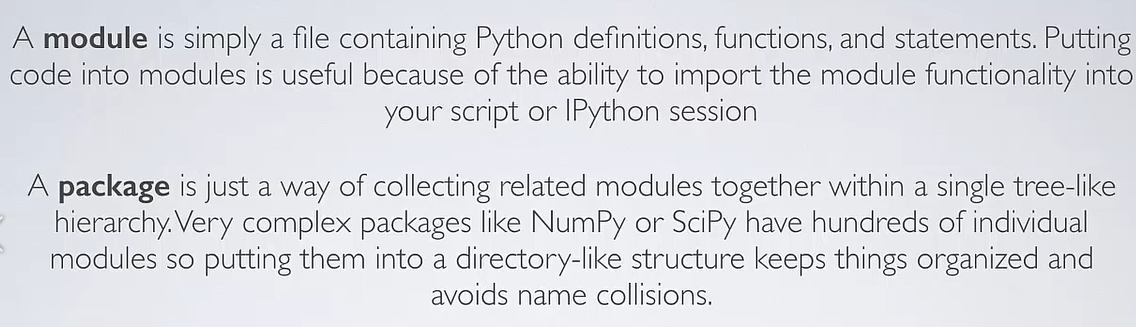 A module is simply a file containing Python definitions, functions, and statements. Putting
code into modules is useful because of the ability to import the module functionality into
your script or IPython session
A package is just a way of collecting related modules together within a single tree-like
hierarchy. Very complex packages like NumPy or SciPy have hundreds of individual
modules so putting them into a directory-like structure keeps things organized and
avoids name collisions.